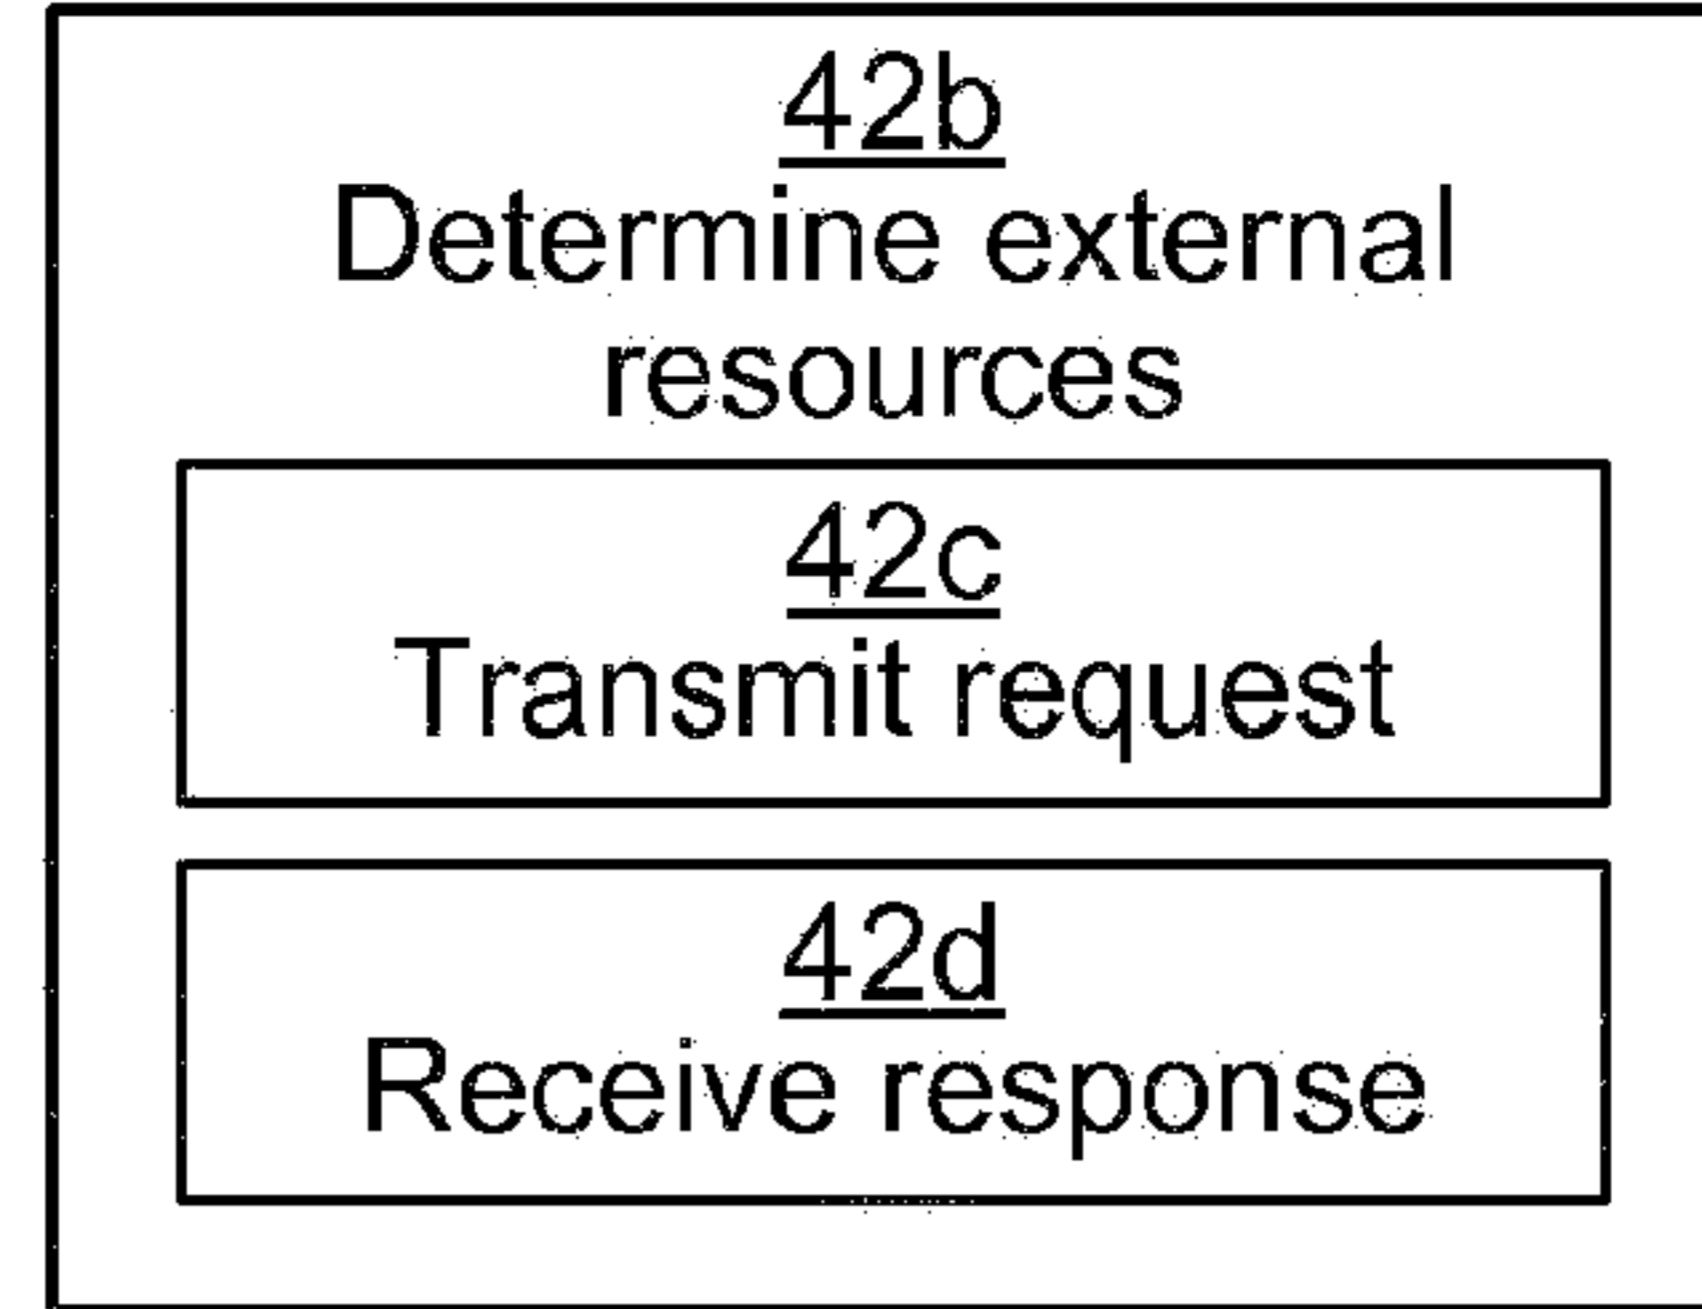 42b
Determine external
resources
42c
Transmit request
42d
Receive response